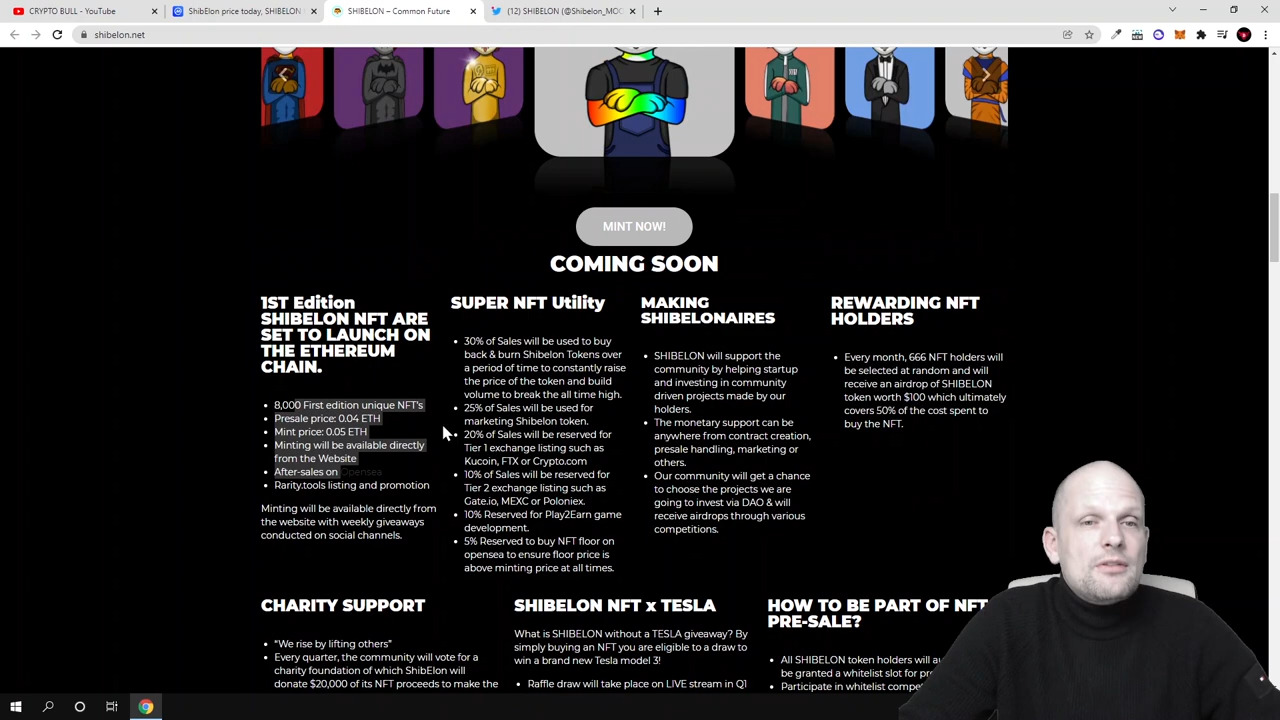 CRYPTO BULL - YouTube
ShibElon price today, SHIBELON
SHIBELON – Common Future
(12) SHIBELON (@Shibelon_MOC
shibelon.net
MINT NOW!
COMING SOON
1ST Edition
SHIBELON NFT ARE
SET TO LAUNCH ON
THE ETHEREUM
CHAIN.
8,000 First edition unique NFT's
Presale price: 0.04 ETH
Mint price: 0.05 ETH
Minting will be available directly
from the Website
After-sales on Opensea
Rarity.tools listing and promotion
Minting will be available directly from
the website with weekly giveaways
conducted on social channels.
SUPER NFT Utility
30% of Sales will be used to buy
back & burn Shibelon Tokens over
a period of time to constantly raise
the price of the token and build
volume to break the all time high.
25% of Sales will be used for
marketing Shibelon token.
20% of Sales will be reserved for
Tier 1 exchange listing such as
Kucoin, FTX or Crypto.com
10% of Sales will be reserved for
Tier 2 exchange listing such as
Gate.io, MEXC or Poloniex.
10% Reserved for Play2Earn game
development.
5% Reserved to buy NFT floor on
opensea to ensure floor price is
above minting price at all times.
MAKING
SHIBELONAIRES
SHIBELON will support the
community by helping startup
and investing in community
driven projects made by our
holders.
The monetary support can be
anywhere from contract creation,
presale handling, marketing or
others.
Our community will get a chance
to choose the projects we are
going to invest via DAO & will
receive airdrops through various
competitions.
REWARDING NFT
HOLDERS
Every month, 666 NFT holders will
be selected at random and will
receive an airdrop of SHIBELON
token worth $100 which ultimately
covers 50% of the cost spent to
buy the NFT.
CHARITY SUPPORT
“We rise by lifting others”
Every quarter, the community will vote for a
charity foundation of which ShibElon will
donate $20,000 of its NFT proceeds to make the
SHIBELON NFT x TESLA
What is SHIBELON without a TESLA giveaway? By
simply buying an NFT you are eligible to a draw to
win a brand new Tesla model 3!
Raffle draw will take place on LIVE stream in Q1
HOW TO BE PART OF NFT
PRE-SALE?
All SHIBELON token holders will
be granted a whitelist slot for
Participate in whitelist